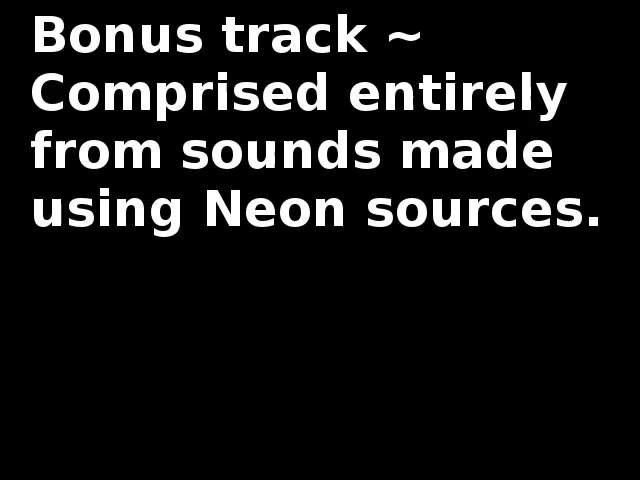 Bonus track ~
Comprised entirely
from sounds made
using Neon sources.